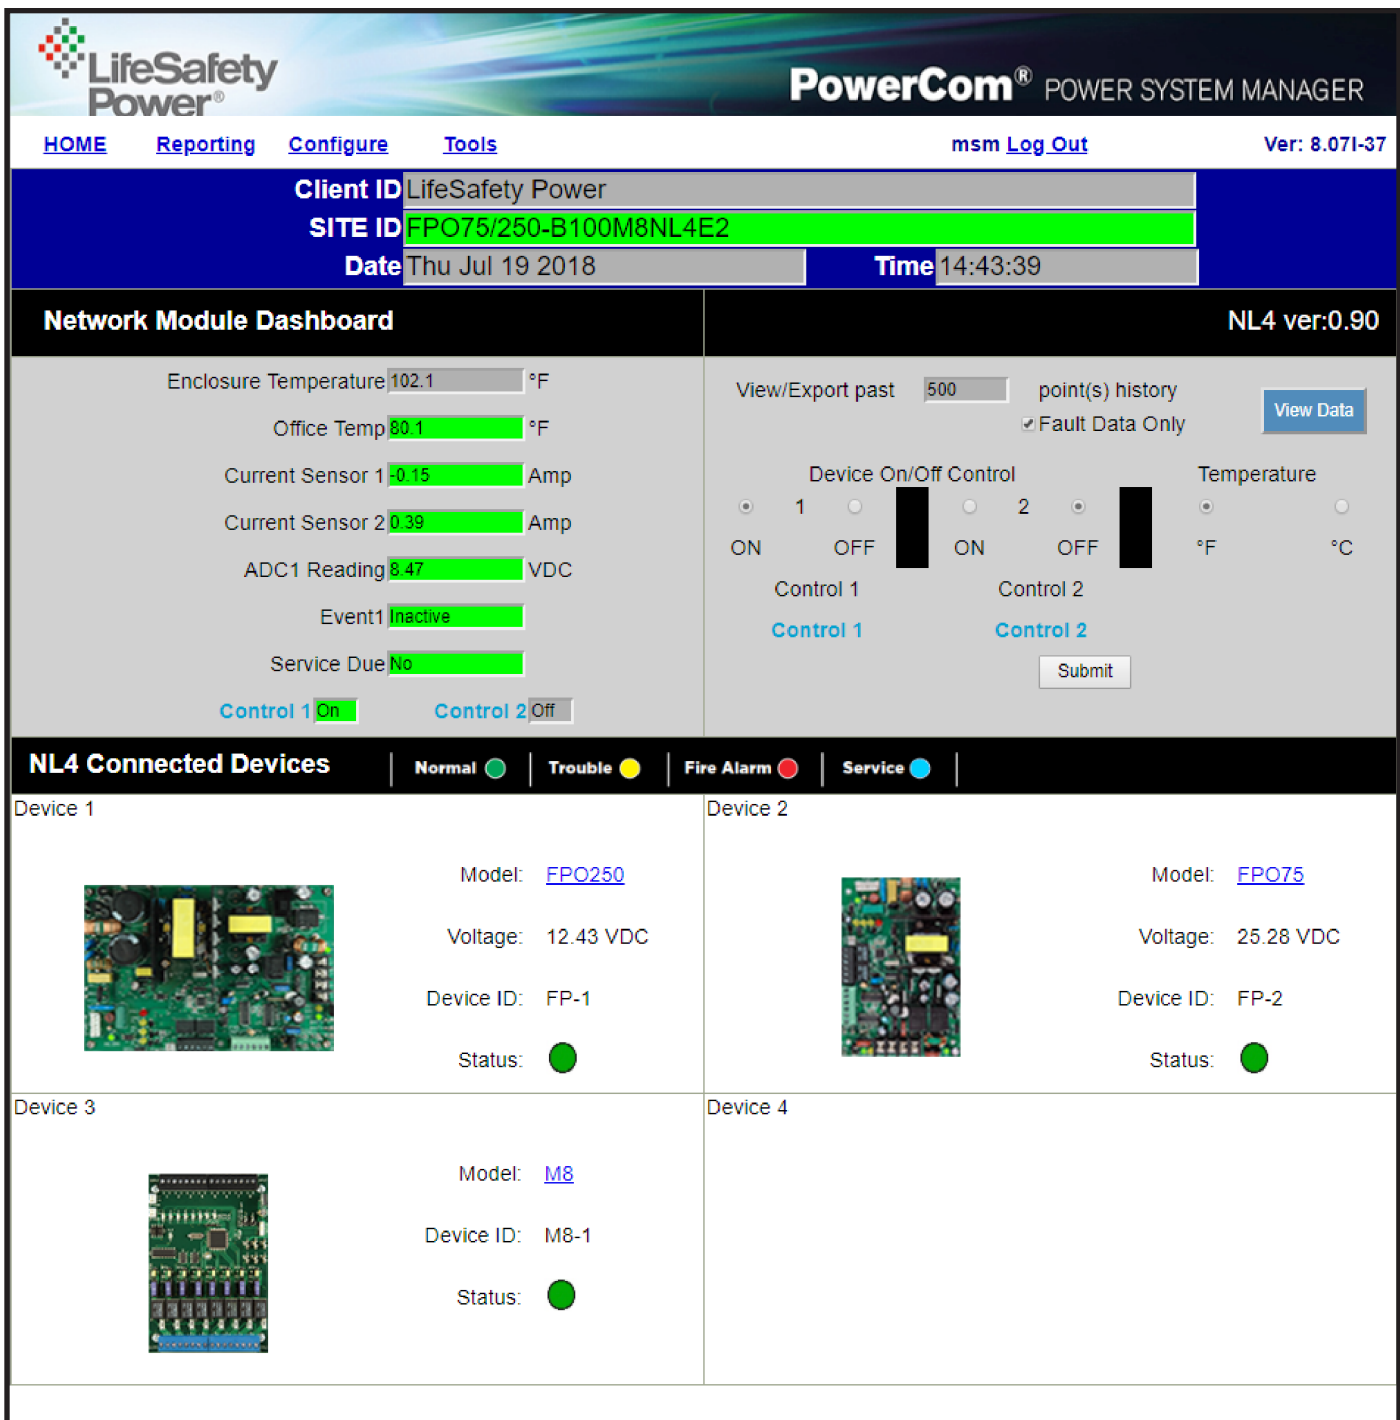 LifeSafety
Power®
PowerCom® POWER SYSTEM MANAGER
HOME Reporting Configure Tools msm Log Out Ver: 8.07I-37
Client ID LifeSafety Power
SITE ID FPO75/250-B100M8NL4E2
Date Thu Jul 19 2018 Time 14:43:39
Network Module Dashboard NL4 ver:0.90
Enclosure Temperature 102.1 °F
Office Temp 80.1 °F
Current Sensor 1 -0.15 Amp
Current Sensor 2 0.39 Amp
ADC1 Reading 8.47 VDC
Event1 Inactive
Service Due No
Control 1 On Control 2 Off
View/Export past 500 point(s) history
Fault Data Only
View Data
Device On/Off Control Temperature
1 2
ON OFF ON OFF °F °C
Control 1 Control 2
Control 1 Control 2
Submit
NL4 Connected Devices Normal Trouble Fire Alarm Service
Device 1
Model: FPO250
Voltage: 12.43 VDC
Device ID: FP-1
Status:
Device 2
Model: FPO75
Voltage: 25.28 VDC
Device ID: FP-2
Status:
Device 3
Model: M8
Device ID: M8-1
Status:
Device 4